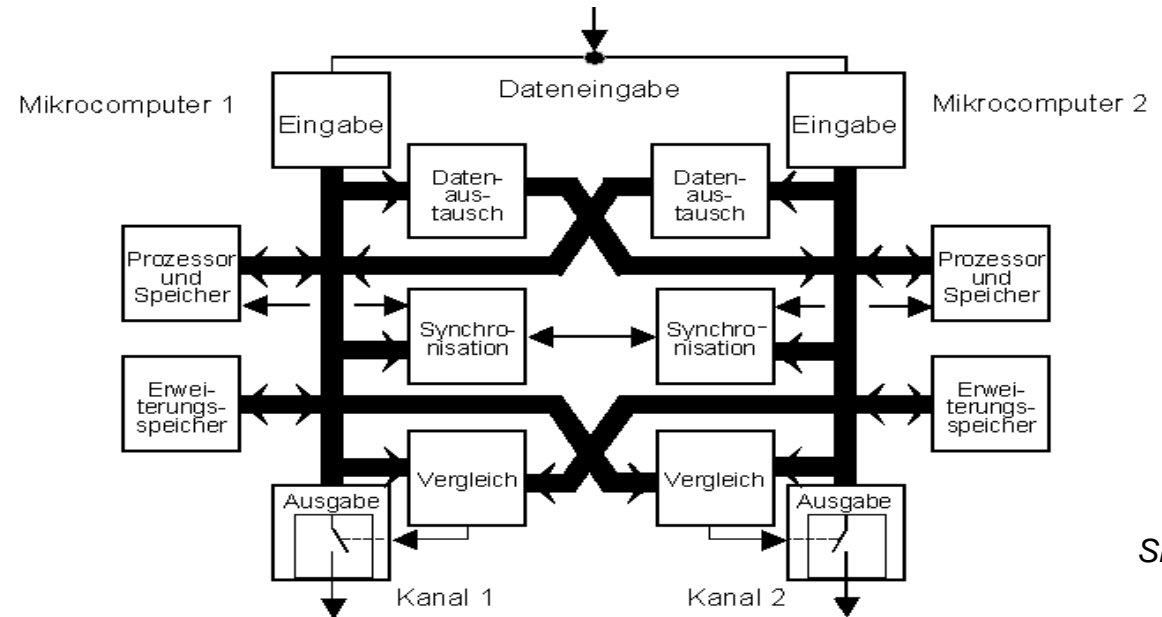 Dateneingabe
Mikrocomputer 1
Mikrocomputer 2
Eingabe
Eingabe
Daten-
aus-
tausch
Daten-
aus-
tausch
Prozessor
und
Speicher
Prozessor
und
Speicher
Synchro-
nisation
Synchro-
nisation
Erwei-
terungs-
speicher
Erwei-
terungs-
speicher
Vergleich
Vergleich
Ausgabe
Ausgabe
Kanal 1
Kanal 2